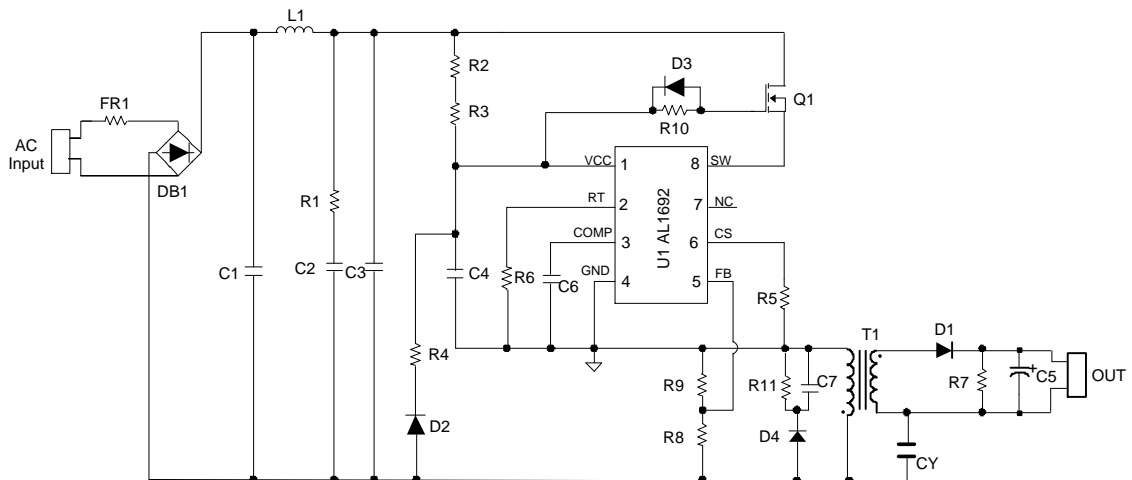 L1
R2
D3
FR1
R3
Q1
R10
AC
Input
VCC
1
8
SW
DB1
RT
2
7
NC
R1
U1 AL1692
COMP
3
6
CS
C1
C2
C3
C4
R6
C6
GND
4
5
FB
R5
T1
D1
R4
R9
R11
C7
R7
+
C5
OUT
D2
R8
D4
CY